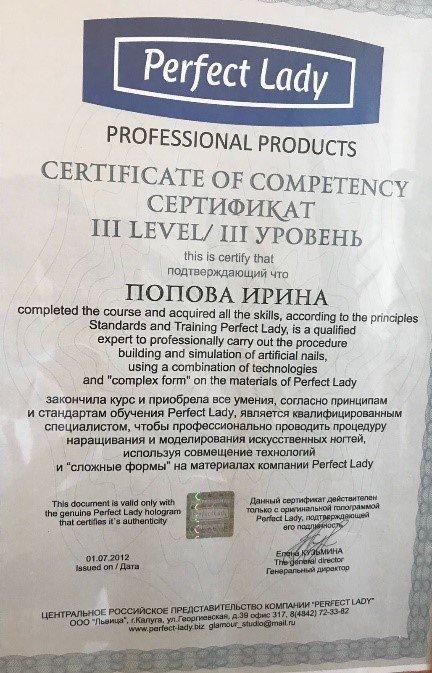 Perfect Lady
PROFESSIONAL PRODUCTS
CERTIFICATE OF COMPETENCY
СЕРТИФИКАТ
III LEVEL/ III УРОВЕНЬ
this is certify that
подтверждающий что
ПОПОВА ИРИНА
completed the course and acquired all the skills, according to the principles
Standards and Training Perfect Lady, is a qualified
expert to professionally carry out the procedure
building and simulation of artificial nails,
using a combination of technologies
and "complex form" on the materials of Perfect Lady
закончила курс и приобрела все умения, согласно принципам
и стандартам обучения Perfect Lady, является квалифицированным
специалистом, чтобы профессионально проводить процедуру
наращивания и моделирования искусственных ногтей,
используя совмещение технологий
и "сложные формы" на материалах компании Perfect Lady
This document is valid only with
the genuine Perfect Lady hologram
that certifies it`s authenticity
Данный сертификат действителен
только с оригинальной голограммой
Perfect Lady, подтверждающей
его подлинность
01.07.2012
Issued on / Дата
Елена КУЗЬМИНА
The general director
Генеральный директор
ЦЕНТРАЛЬНОЕ РОССИЙСКОЕ ПРЕДСТАВИТЕЛЬСТВО КОМПАНИИ "PERFECT LADY"
ООО "Львица", г.Калуга, ул.Георгиевская, д.39 офис 317, 8(4842) 72-33-82
www.perfect-lady.biz glamour_studio@mail.ru